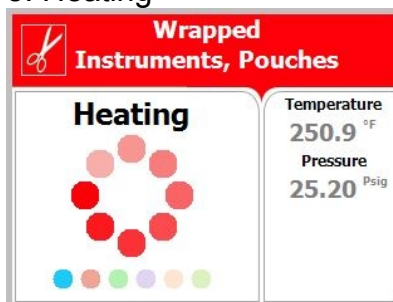 Wrapped
Instruments, Pouches
Heating
Temperature
250.9 °F
Pressure
25.20 Psig